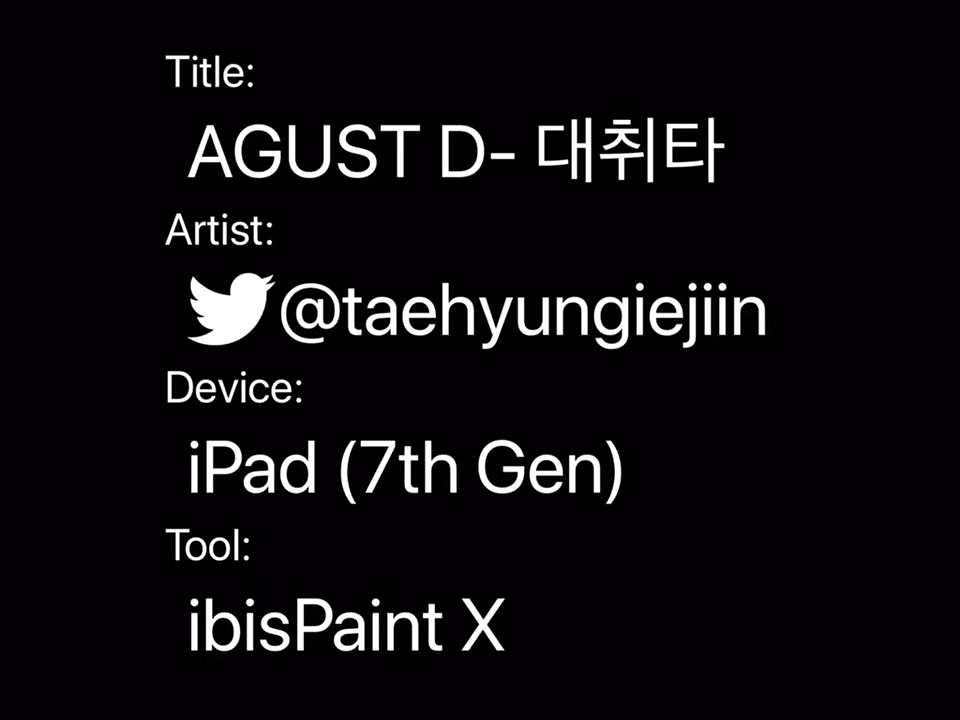 Title:
AGUST D- 대취타
Artist:
@taehyungiejiin
Device:
iPad (7th Gen)
Tool:
ibisPaint X